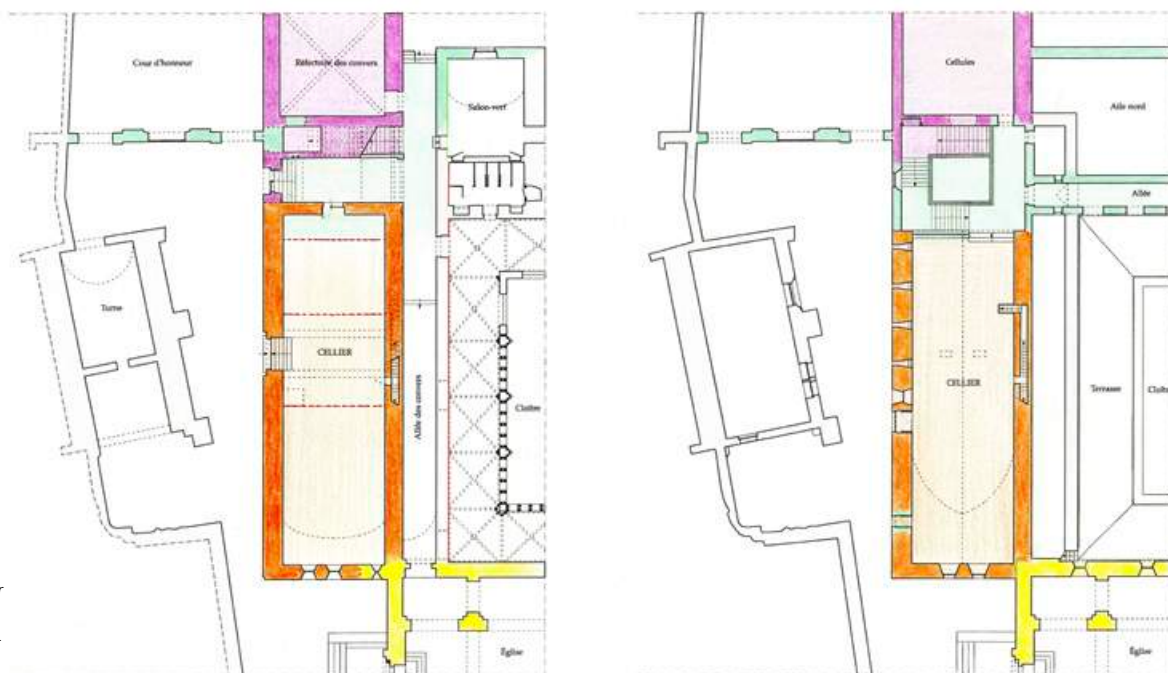 Cour d'honneur
Réfectoire des convers
Salon-vert
Turne
CELLIER
Allée des convers
Cloître
Église
Cellules
Aile nord
Allée
CELLIER
Terrasse
Cloître
Église